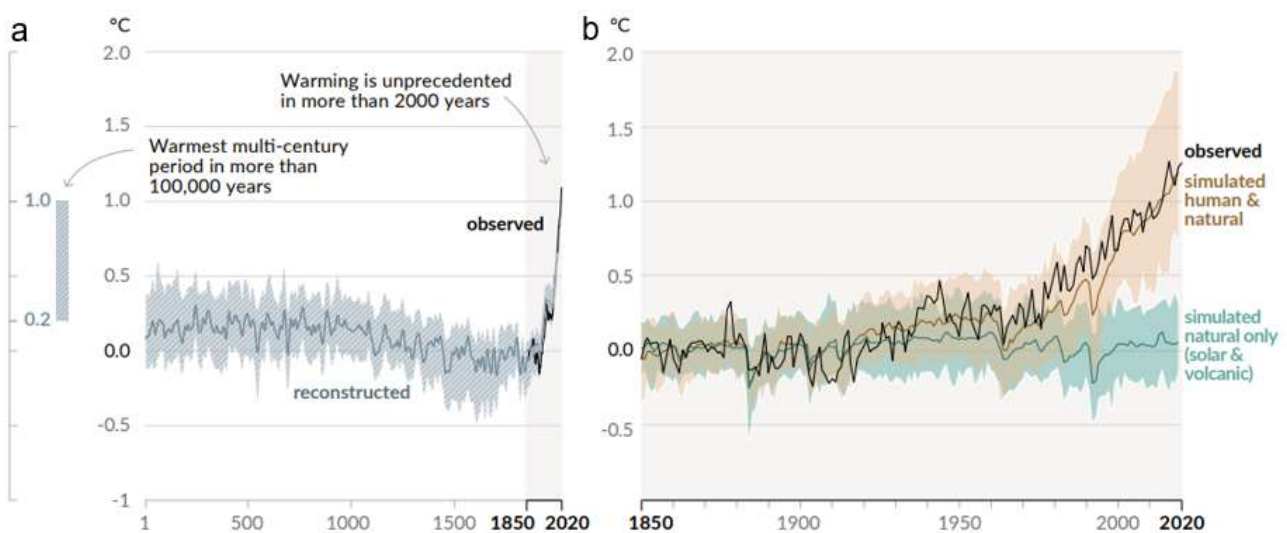 a
°C
2.0
1.5
1.0
0.5
0.0
-0.5
-1
1.0
0.2
Warming is unprecedented
in more than 2000 years
Warmest multi-century
period in more than
100,000 years
observed
reconstructed
1
500
1000
1500
1850
2020
b
°C
2.0
1.5
1.0
0.5
0.0
-0.5
observed
simulated
human &
natural
simulated
natural only
(solar &
volcanic)
1850
1900
1950
2000
2020